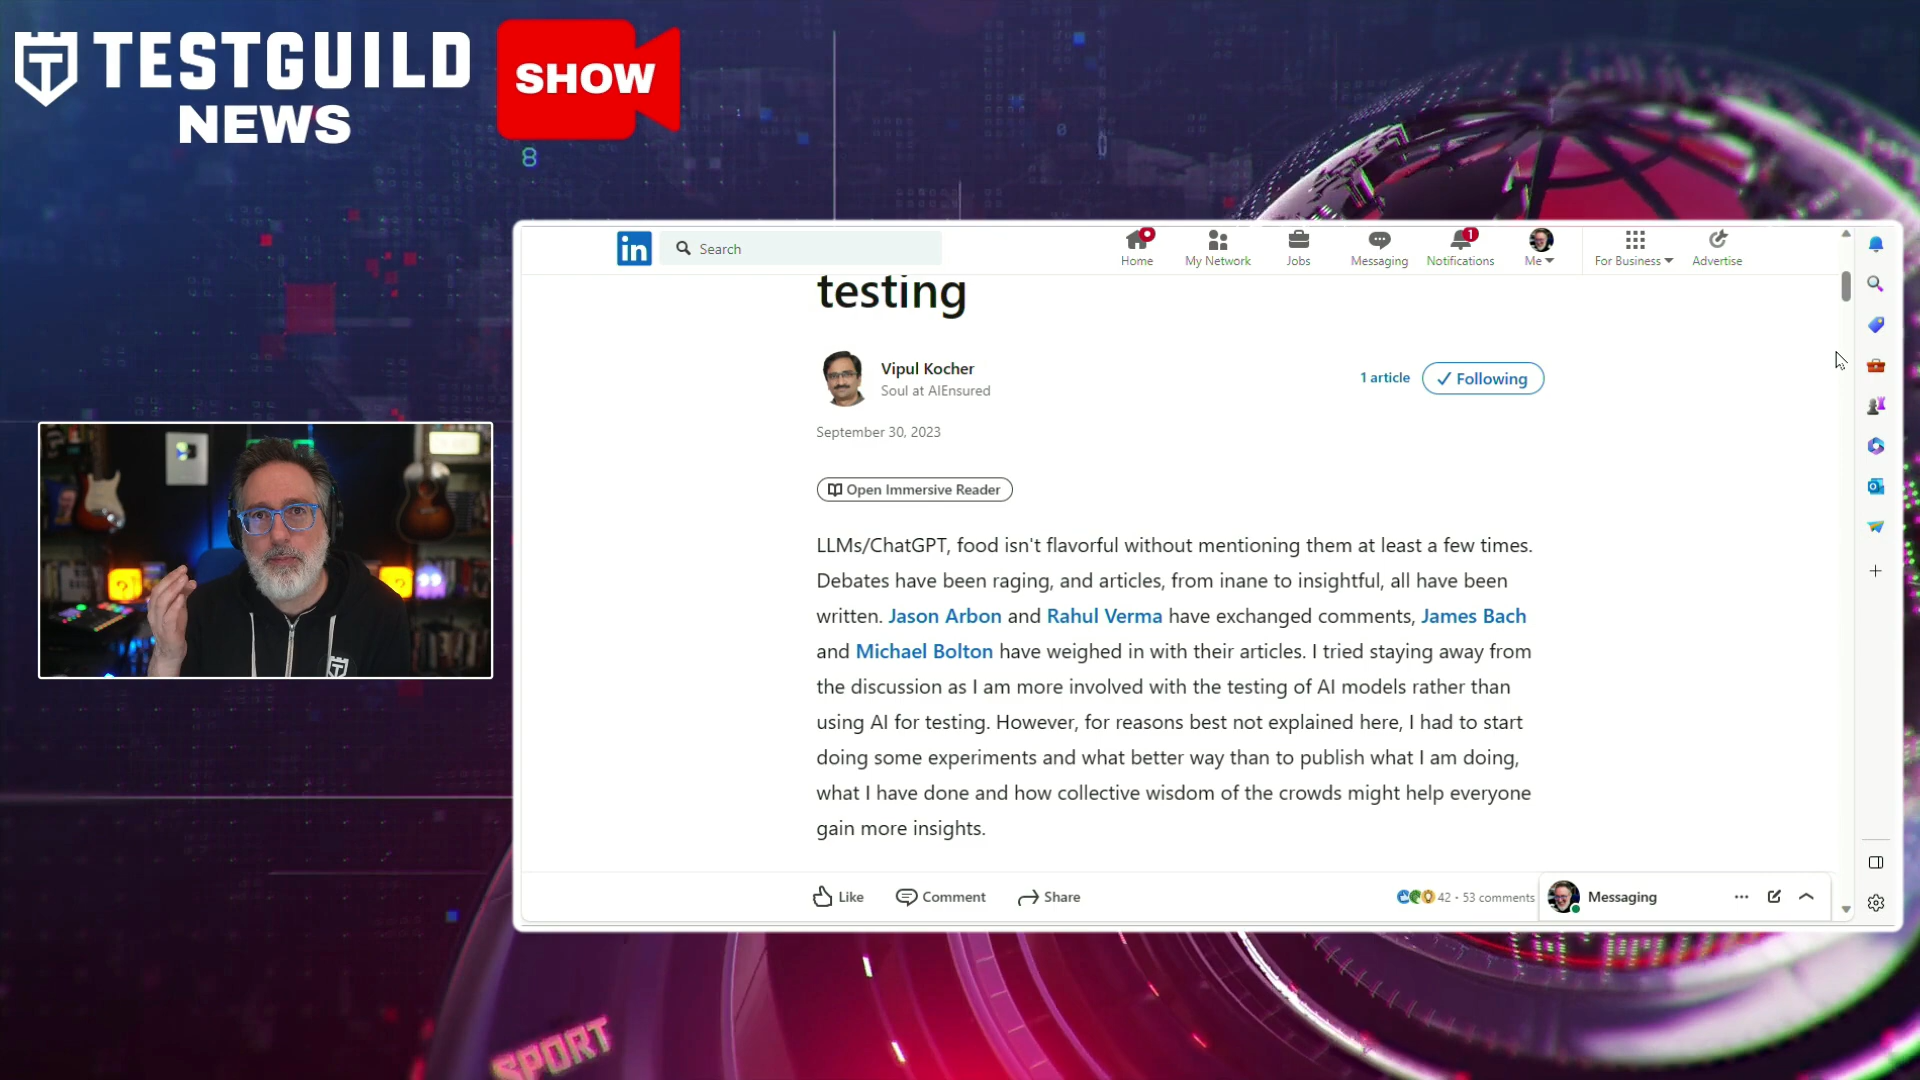 TESTGUILD
NEWS
SHOW
8
in
Search
Home
My Network
Jobs
Messaging
1
Notifications
Me
For Business
Advertise
testing
Vipul Kocher
Soul at AIEnsured
1 article
Following
September 30, 2023
Open Immersive Reader
LLMs/ChatGPT, food isn't flavorful without mentioning them at least a few times.
Debates have been raging, and articles, from inane to insightful, all have been
written. Jason Arbon and Rahul Verma have exchanged comments, James Bach
and Michael Bolton have weighed in with their articles. I tried staying away from
the discussion as I am more involved with the testing of AI models rather than
using AI for testing. However, for reasons best not explained here, I had to start
doing some experiments and what better way than to publish what I am doing,
what I have done and how collective wisdom of the crowds might help everyone
gain more insights.
Like
Comment
Share
42 · 53 comments
Messaging
SPORT